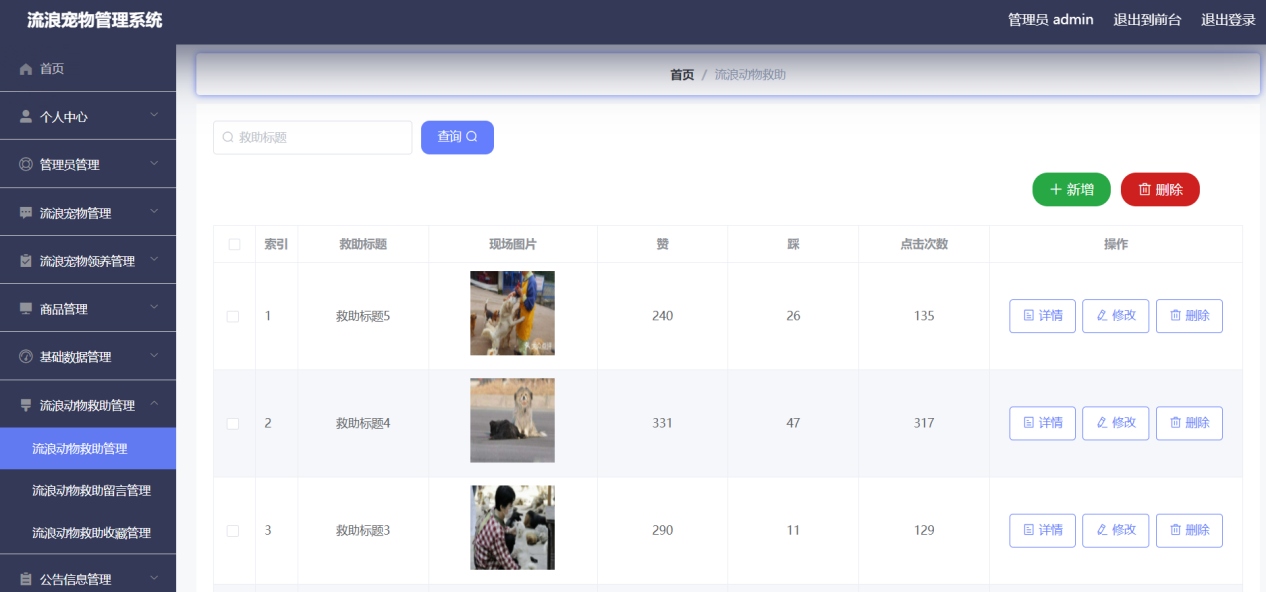 流浪宠物管理系统
管理员 admin 退出到前台 退出登录
首页
个人中心
管理员管理
流浪宠物管理
流浪宠物领养管理
商品管理
基础数据管理
流浪动物救助管理
流浪动物救助管理
流浪动物救助留言管理
流浪动物救助收藏管理
公告信息管理
首页 / 流浪动物救助
救助标题 查询
新增 删除
索引 救助标题 现场图片 赞 踩 点击次数 操作
1 救助标题5 240 26 135 详情 修改 删除
2 救助标题4 331 47 317 详情 修改 删除
3 救助标题3 290 11 129 详情 修改 删除